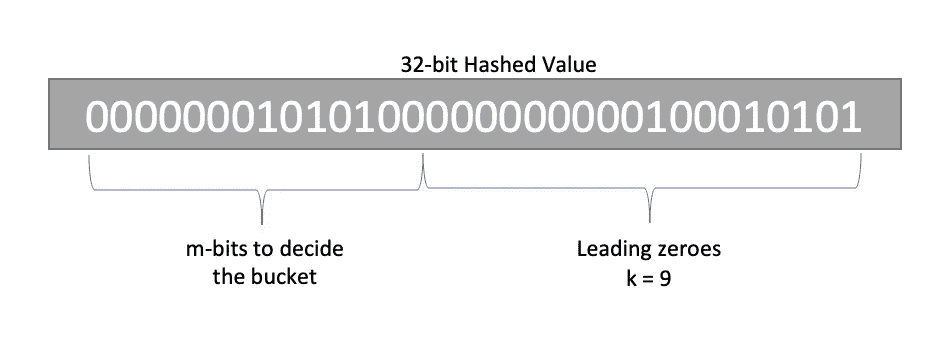 32-bit Hashed Value
00000001010100000000000100010101
m-bits to decide
the bucket
Leading zeroes
k = 9